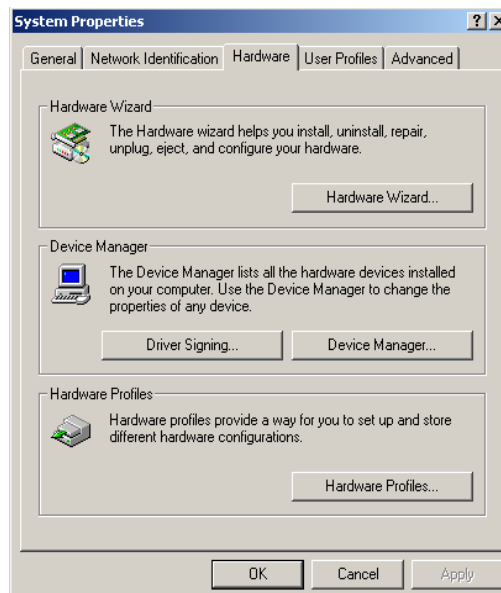 System Properties
General Network Identification Hardware User Profiles Advanced
Hardware Wizard
The Hardware wizard helps you install, uninstall, repair,
unplug, eject, and configure your hardware.
Hardware Wizard...
Device Manager
The Device Manager lists all the hardware devices installed
on your computer. Use the Device Manager to change the
properties of any device.
Driver Signing... Device Manager...
Hardware Profiles
Hardware profiles provide a way for you to set up and store
different hardware configurations.
Hardware Profiles...
OK Cancel Apply